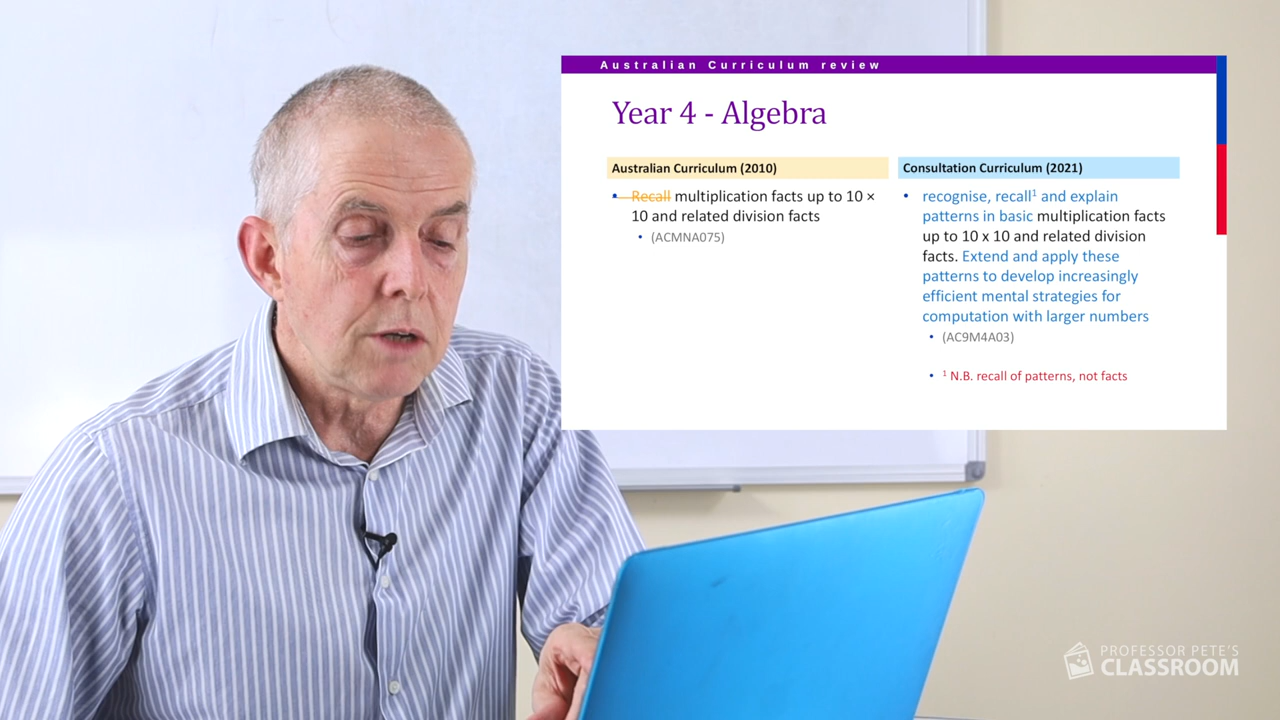 Australian Curriculum review
Year 4 - Algebra
Australian Curriculum (2010)
• Recall multiplication facts up to 10 ×
10 and related division facts
• (ACMNA075)
Consultation Curriculum (2021)
• recognise, recall¹ and explain
patterns in basic multiplication facts
up to 10 x 10 and related division
facts. Extend and apply these
patterns to develop increasingly
efficient mental strategies for
computation with larger numbers
• (AC9M4A03)
• ¹ N.B. recall of patterns, not facts
PROFESSOR PETE'S
CLASSROOM